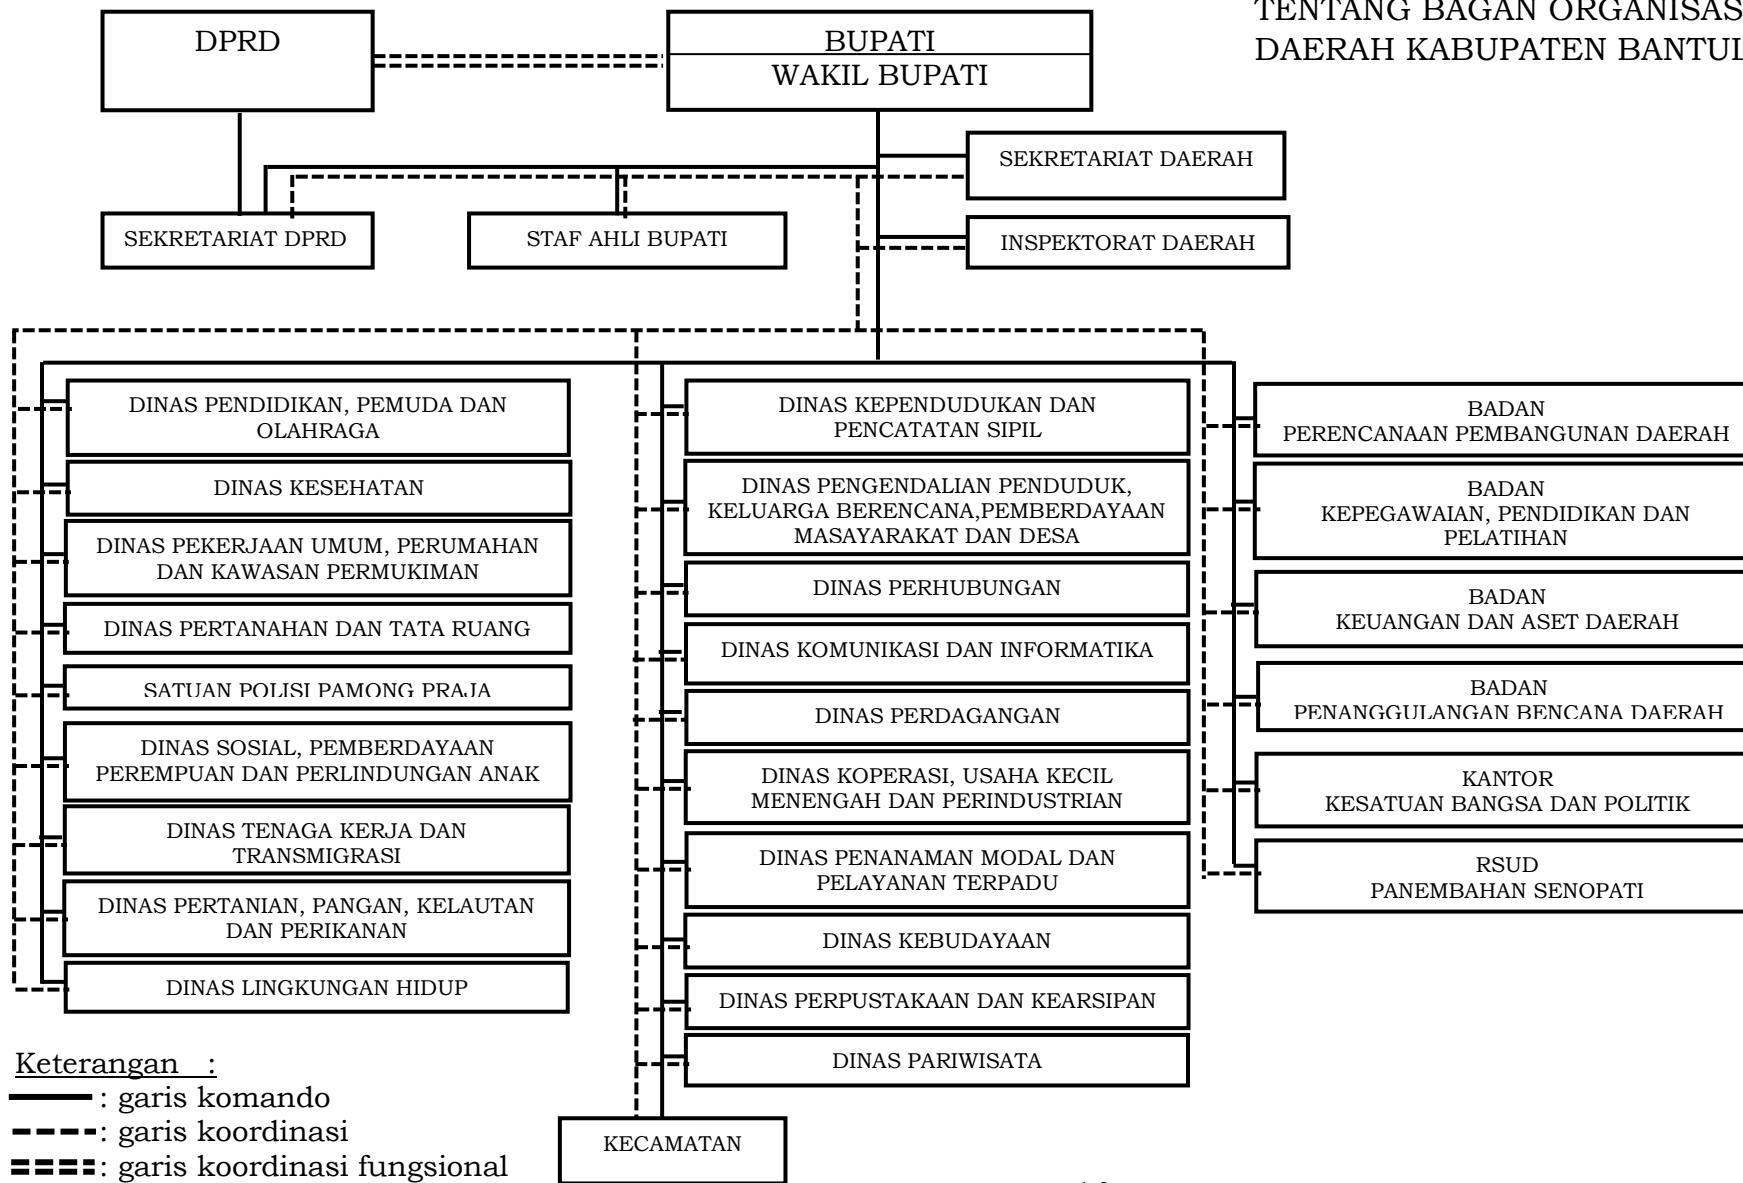 TENTANG BAGAN ORGANISAS
DAERAH KABUPATEN BANTUL
DPRD
BUPATI
WAKIL BUPATI
SEKRETARIAT DAERAH
SEKRETARIAT DPRD
STAF AHLI BUPATI
INSPEKTORAT DAERAH
DINAS PENDIDIKAN, PEMUDA DAN
OLAHRAGA
DINAS KESEHATAN
DINAS PEKERJAAN UMUM, PERUMAHAN
DAN KAWASAN PERMUKIMAN
DINAS PERTANAHAN DAN TATA RUANG
SATUAN POLISI PAMONG PRAJA
DINAS SOSIAL, PEMBERDAYAAN
PEREMPUAN DAN PERLINDUNGAN ANAK
DINAS TENAGA KERJA DAN
TRANSMIGRASI
DINAS PERTANIAN, PANGAN, KELAUTAN
DAN PERIKANAN
DINAS LINGKUNGAN HIDUP
DINAS KEPENDUDUKAN DAN
PENCATATAN SIPIL
DINAS PENGENDALIAN PENDUDUK,
KELUARGA BERENCANA,PEMBERDAYAAN
MASAYARAKAT DAN DESA
DINAS PERHUBUNGAN
DINAS KOMUNIKASI DAN INFORMATIKA
DINAS PERDAGANGAN
DINAS KOPERASI, USAHA KECIL
MENENGAH DAN PERINDUSTRIAN
DINAS PENANAMAN MODAL DAN
PELAYANAN TERPADU
DINAS KEBUDAYAAN
DINAS PERPUSTAKAAN DAN KEARSIPAN
DINAS PARIWISATA
KECAMATAN
BADAN
PERENCANAAN PEMBANGUNAN DAERAH
BADAN
KEPEGAWAIAN, PENDIDIKAN DAN
PELATIHAN
BADAN
KEUANGAN DAN ASET DAERAH
BADAN
PENANGGULANGAN BENCANA DAERAH
KANTOR
KESATUAN BANGSA DAN POLITIK
RSUD
PANEMBAHAN SENOPATI
Keterangan :
: garis komando
: garis koordinasi
: garis koordinasi fungsional